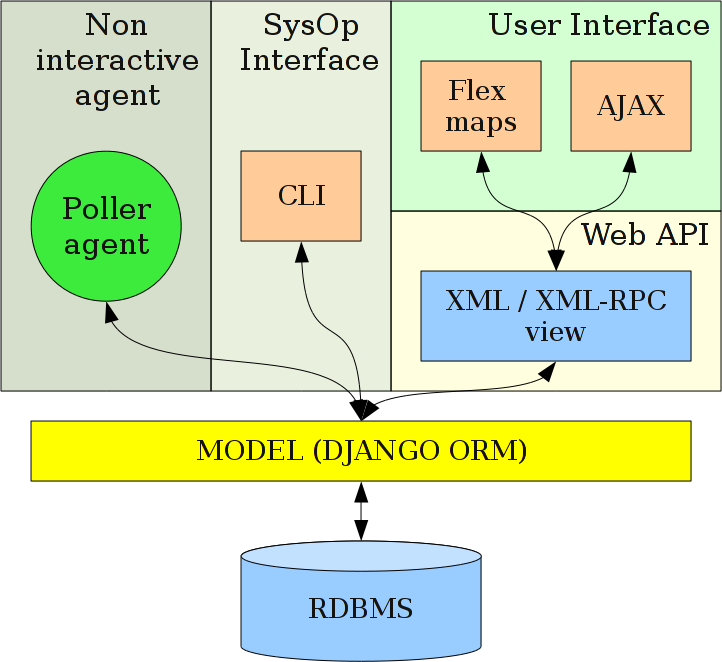 Non
interactive
agent
SysOp
Interface
User Interface
Flex
maps
AJAX
Poller
agent
CLI
Web API
XML / XML-RPC
view
MODEL (DJANGO ORM)
RDBMS